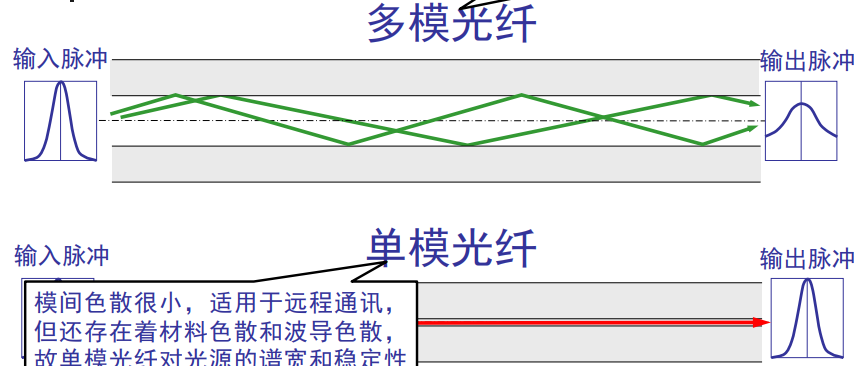 多模光纤
输入脉冲
输出脉冲
单模光纤
输入脉冲
输出脉冲
模间色散很小，适用于远程通讯，
但还存在着材料色散和波导色散，
故单模光纤对光源的谱宽和稳定性